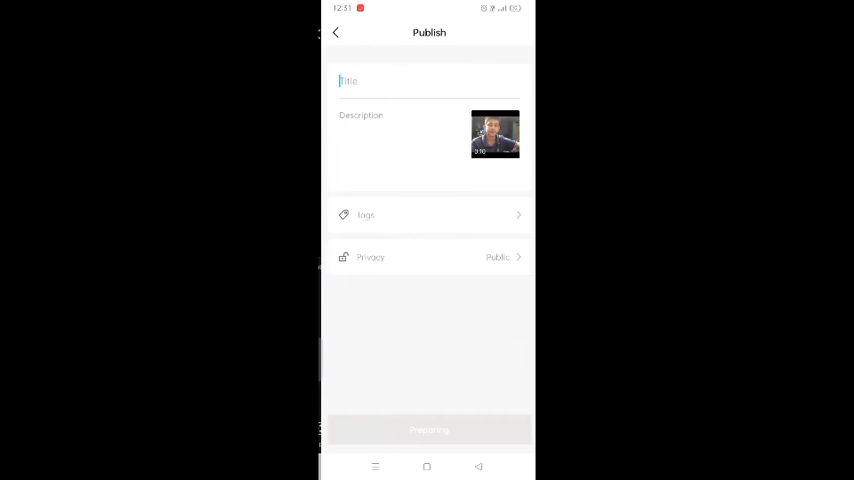 12:31
Publish
Title
Description
0:10
Tags
Privacy
Public
Preparing